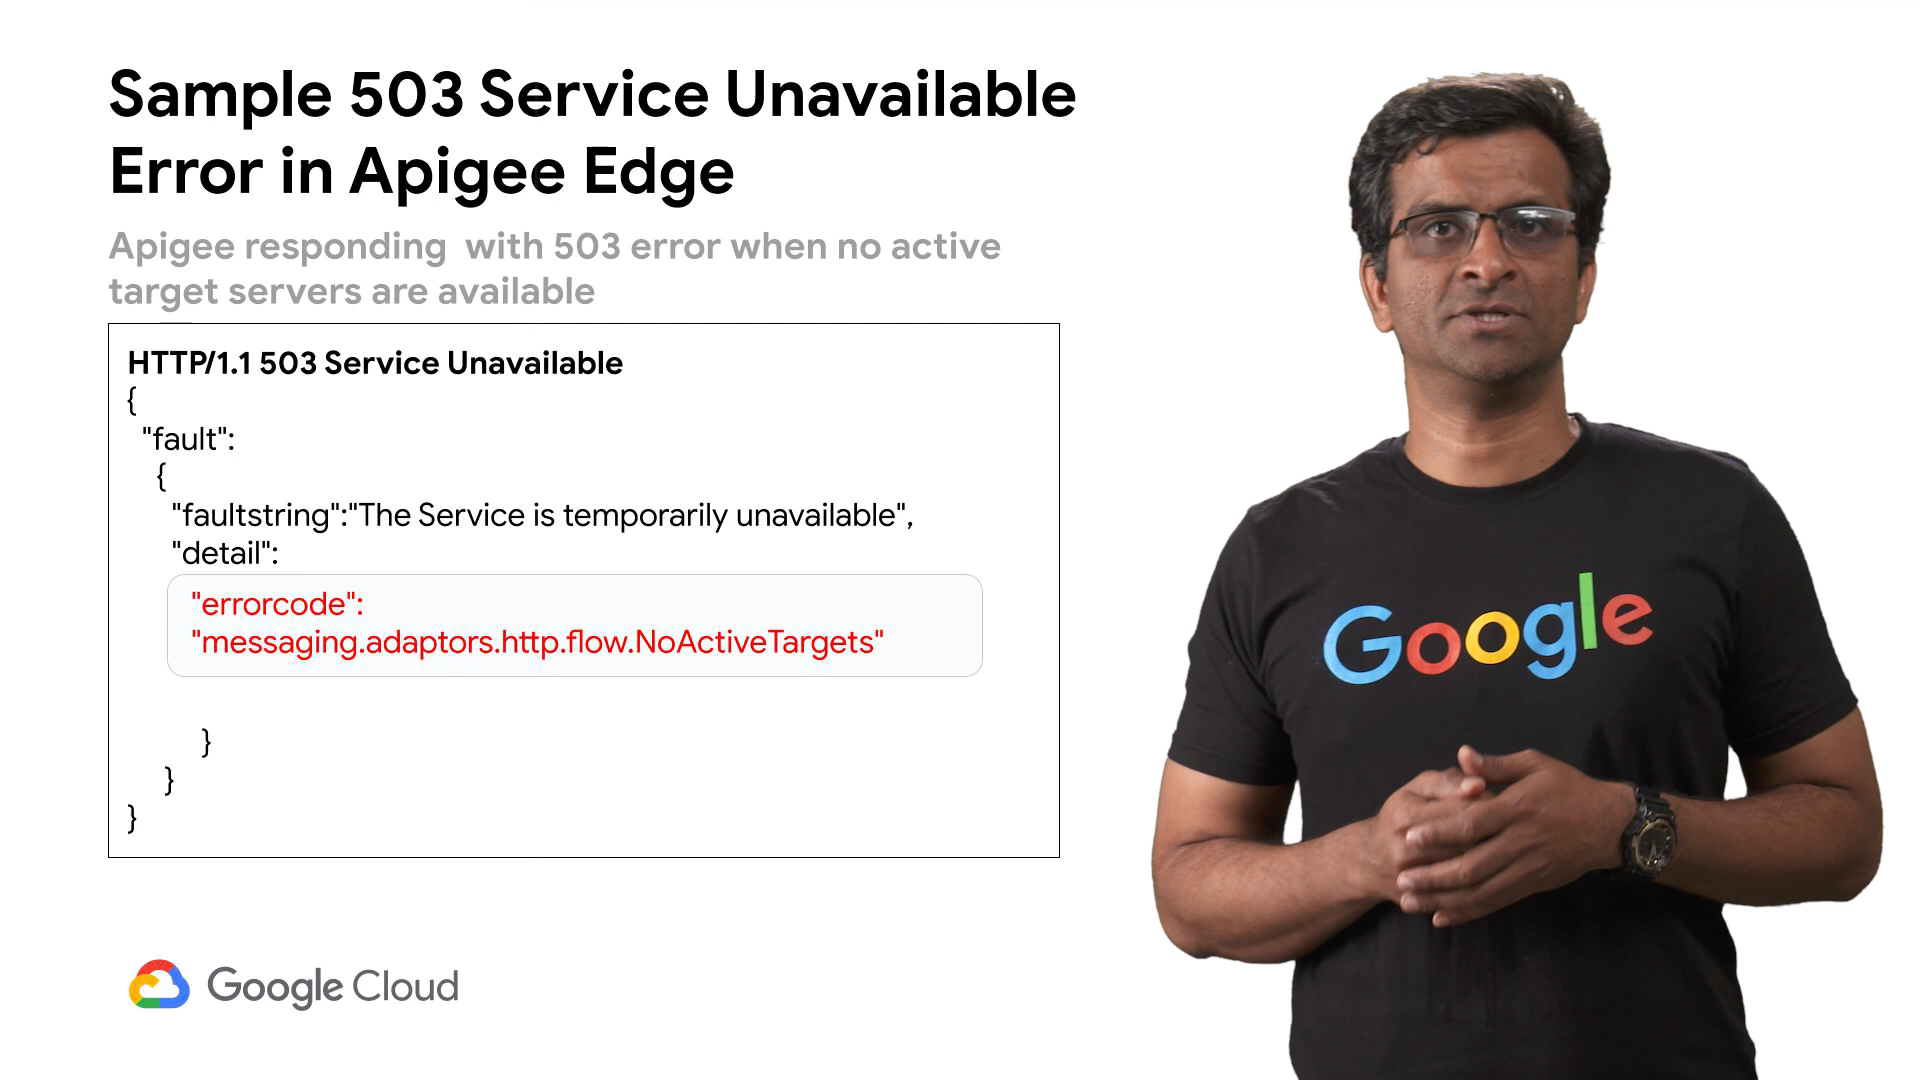 Sample 503 Service Unavailable
Error in Apigee Edge
Apigee responding  with 503 error when no active
target servers are available
HTTP/1.1 503 Service Unavailable
{
"fault":
{
"faultstring":"The Service is temporarily unavailable",
"detail":
"errorcode":
"messaging.adaptors.http.flow.NoActiveTargets"
}
}
}
Google
Google Cloud